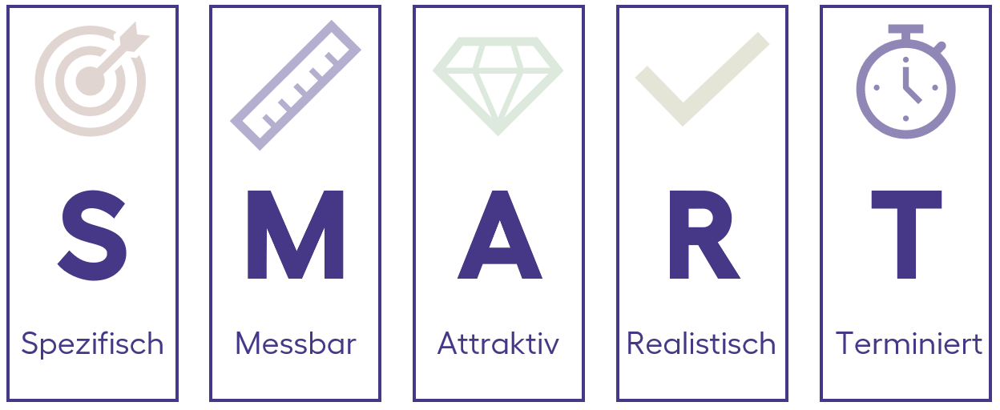 S M A R T
Spezifisch Messbar Attraktiv Realistisch Terminiert